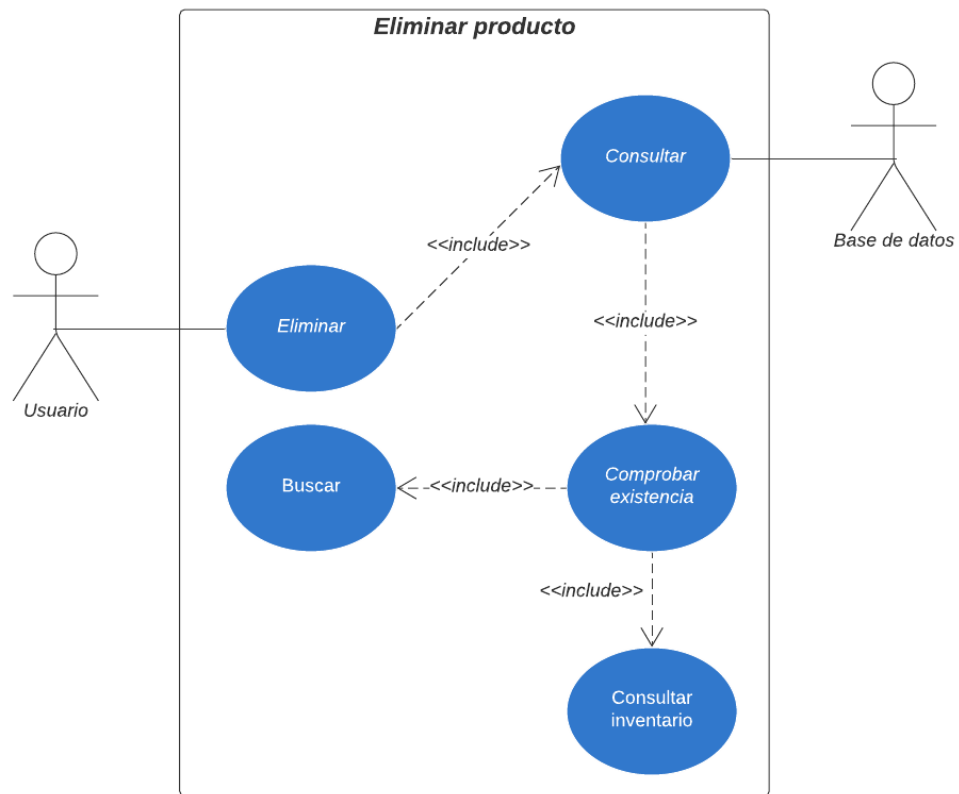 Eliminar producto
Consultar
Base de datos
<<include>>
Eliminar
<<include>>
Usuario
Buscar
<<include>>
Comprobar
existencia
<<include>>
Consultar
inventario